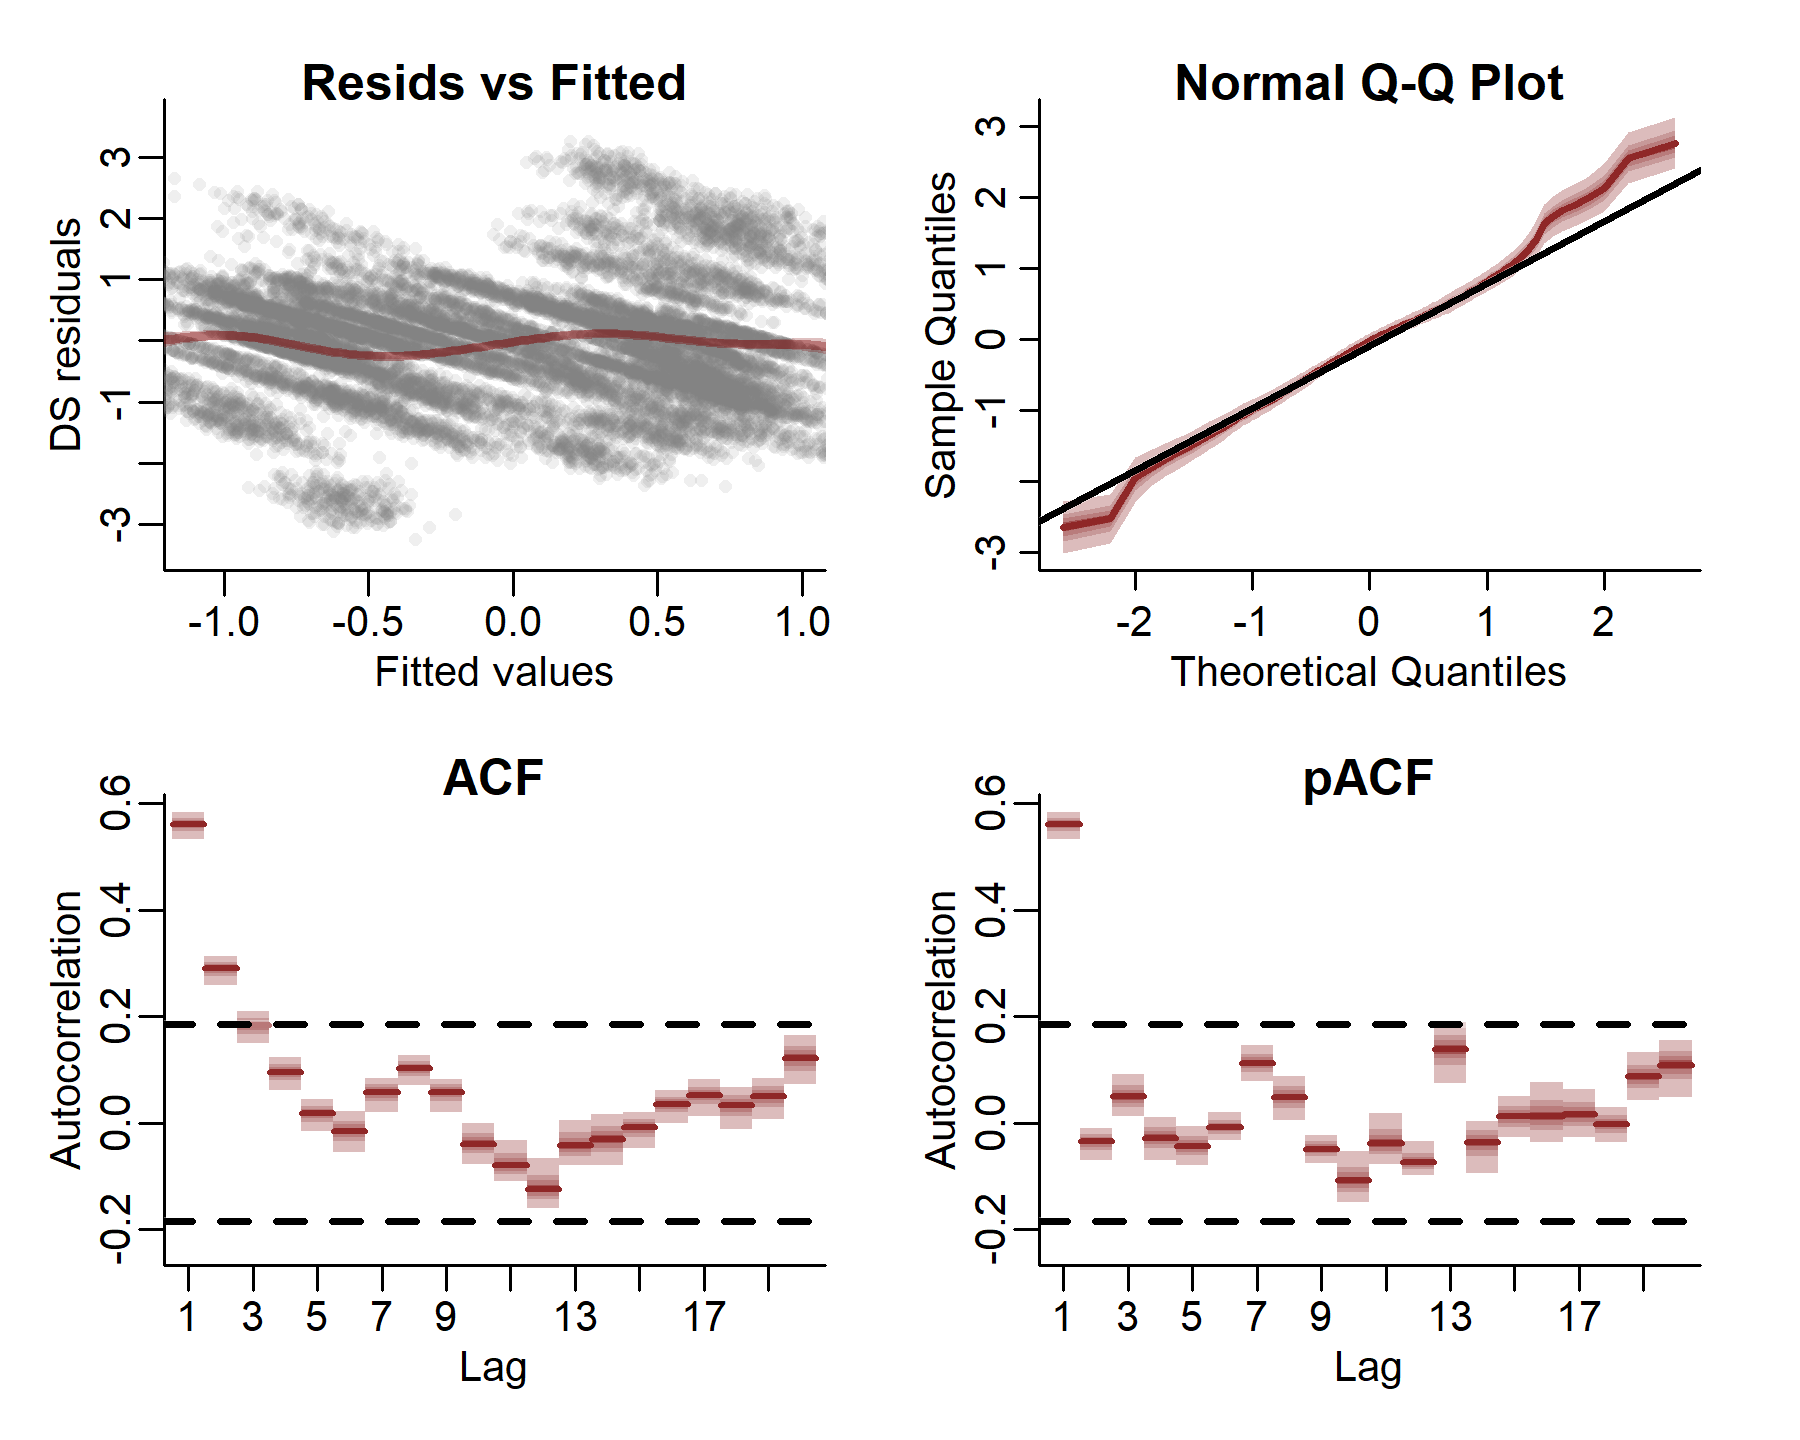 Resids vs Fitted
DS residuals
3
2
1
-1
-3
-1.0 -0.5 0.0 0.5 1.0
Fitted values
Normal Q-Q Plot
Sample Quantiles
3
2
1
0
-1
-3
-2 -1 0 1 2
Theoretical Quantiles
ACF
Autocorrelation
0.6
0.4
0.2
0.0
-0.2
1 3 5 7 9 13 17
Lag
pACF
Autocorrelation
0.6
0.4
0.2
0.0
-0.2
1 3 5 7 9 13 17
Lag